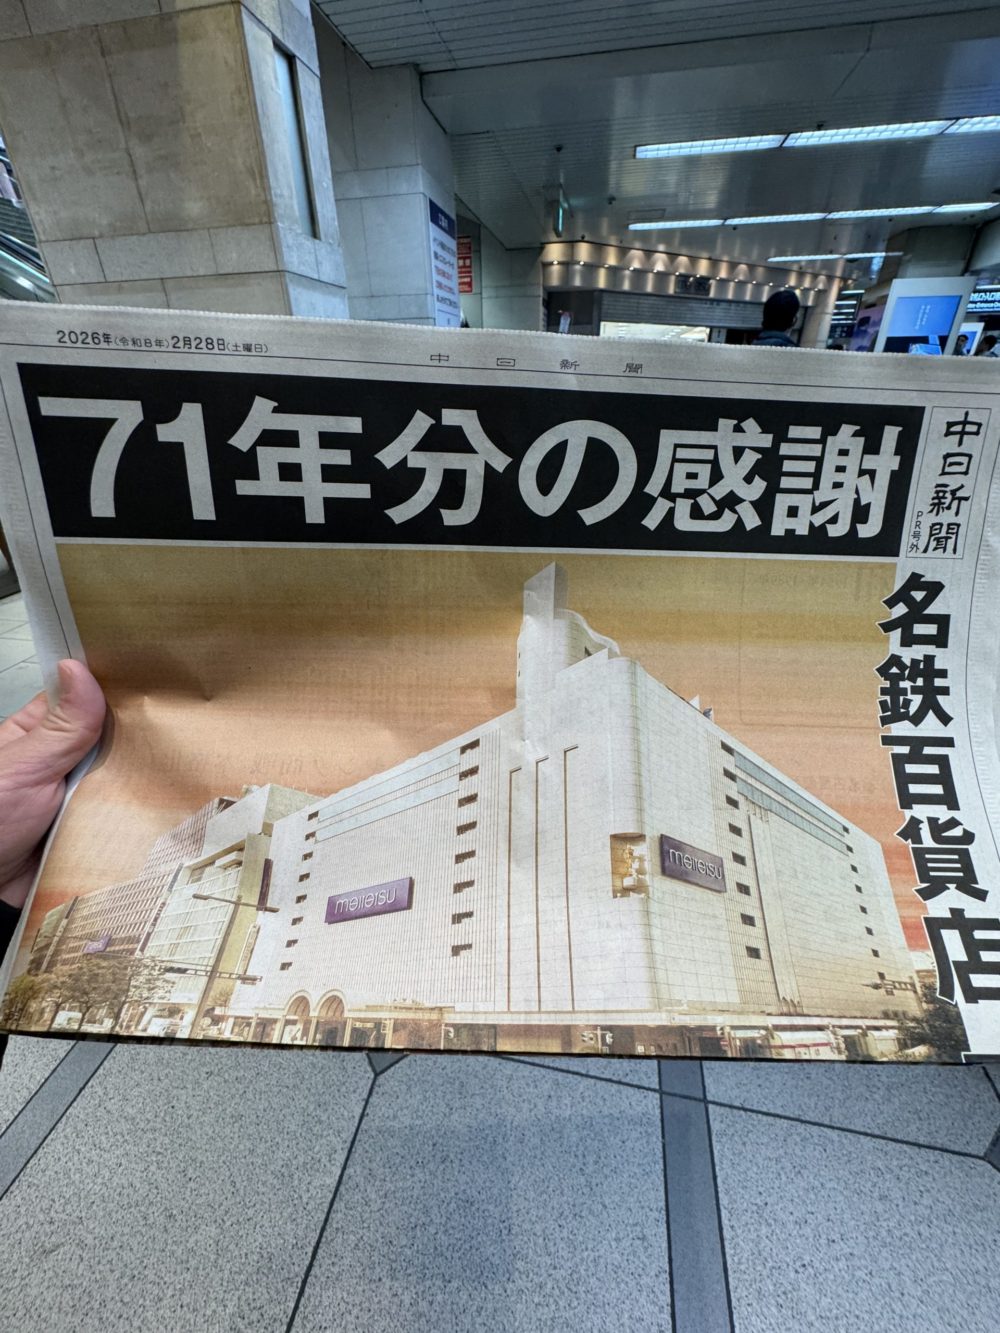 2026年(令和8年)2月28日(土曜日)
中日新聞
71年分の感謝
中日新聞
PR号外
名鉄百貨店
meitetsu
meitetsu